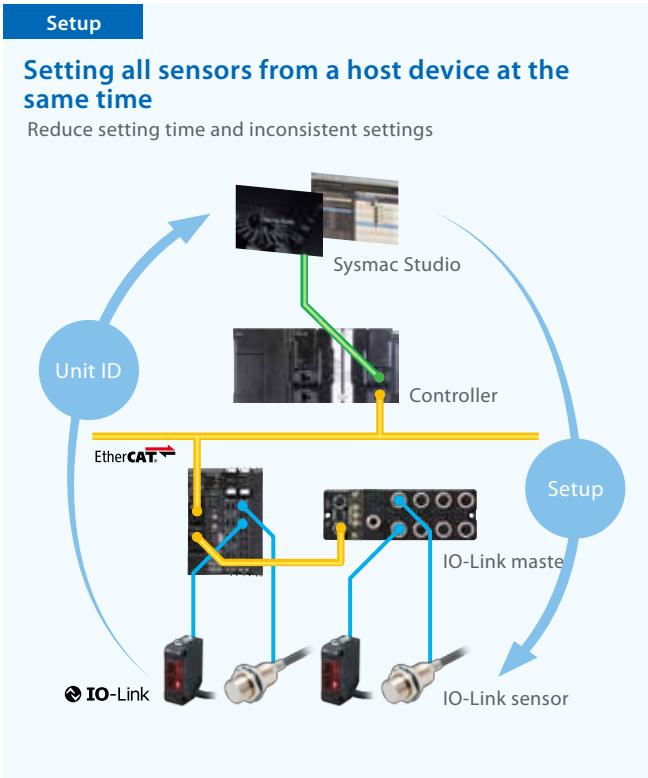 Setup
Setting all sensors from a host device at the
same time
Reduce setting time and inconsistent settings
Sysmac Studio
Unit ID
Controller
EtherCAT.
Setup
IO-Link maste
IO-Link
IO-Link sensor